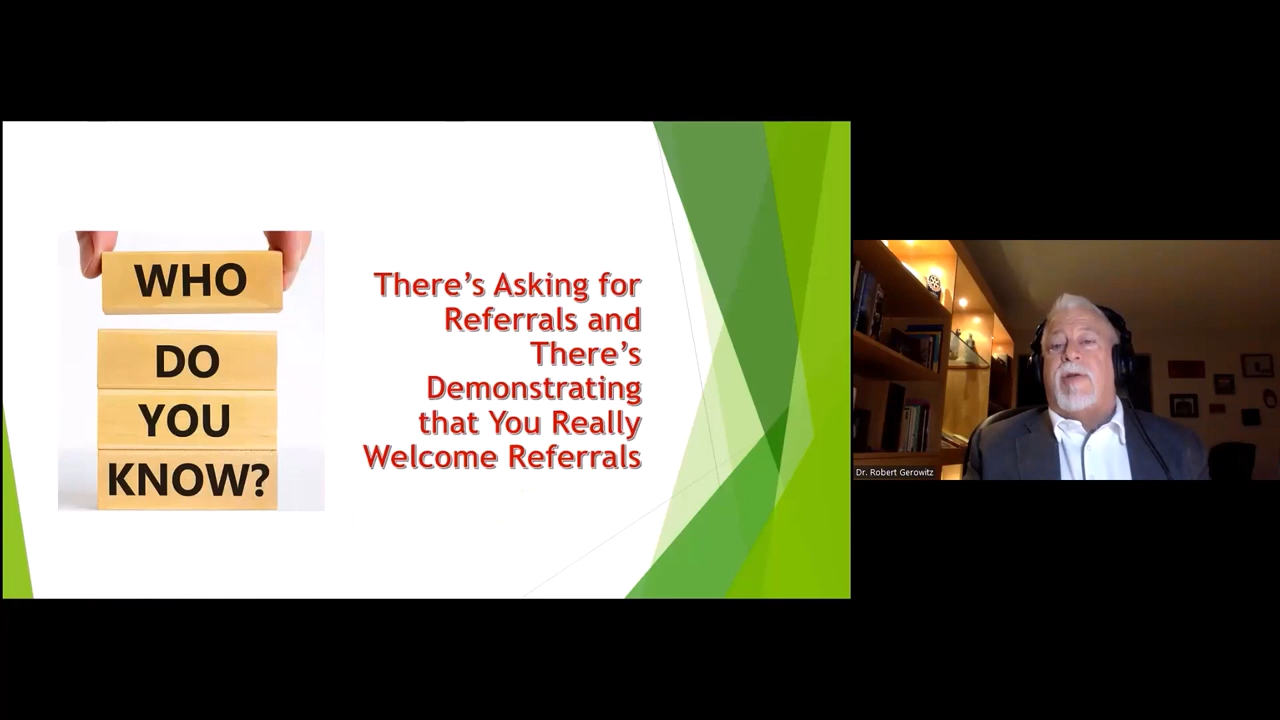 WHO
DO
YOU
KNOW?
There's Asking for
Referrals and
There's
Demonstrating
that You Really
Welcome Referrals
Dr. Robert Gerowitz